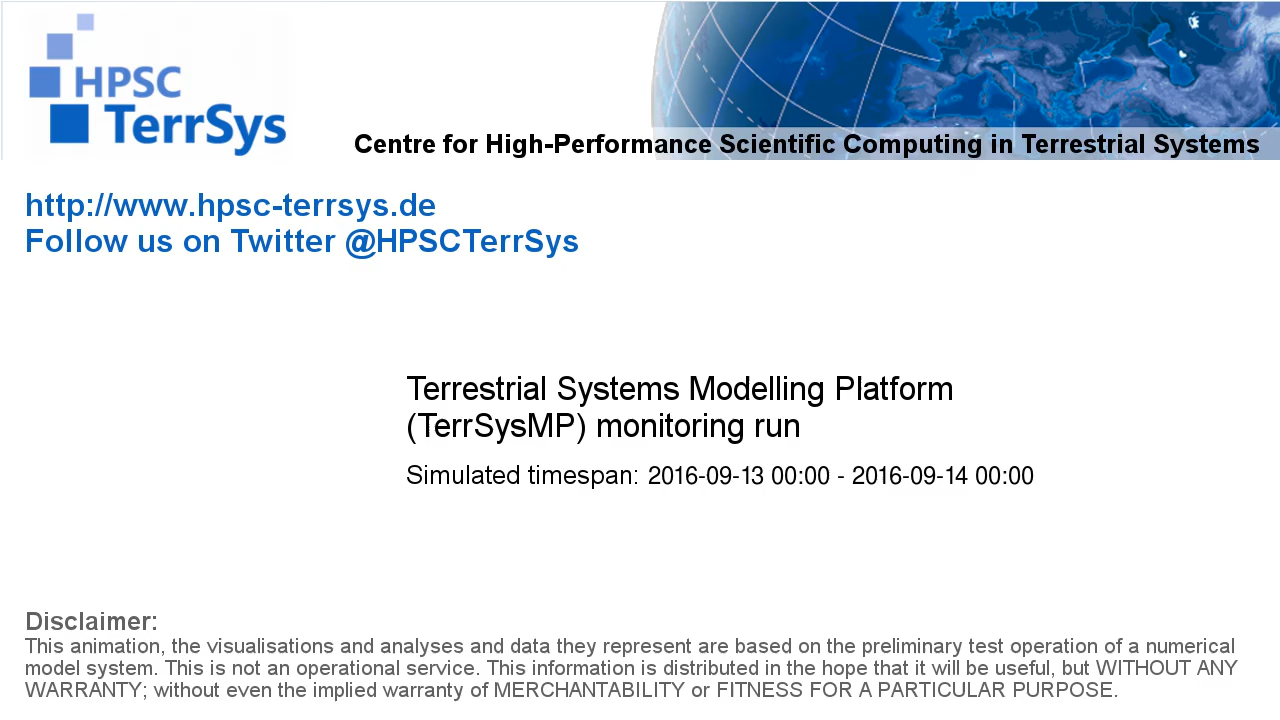 HPSC
TerrSys
Centre for High-Performance Scientific Computing in Terrestrial Systems
http://www.hpsc-terrsys.de
Follow us on Twitter @HPSCTerrSys
Terrestrial Systems Modelling Platform
(TerrSysMP) monitoring run
Simulated timespan: 2016-09-13 00:00 - 2016-09-14 00:00
Disclaimer:
This animation, the visualisations and analyses and data they represent are based on the preliminary test operation of a numerical
model system. This is not an operational service. This information is distributed in the hope that it will be useful, but WITHOUT ANY
WARRANTY; without even the implied warranty of MERCHANTABILITY or FITNESS FOR A PARTICULAR PURPOSE.